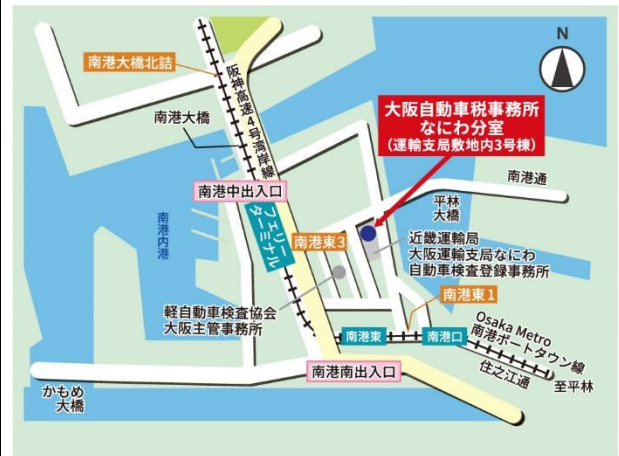 N
南港大橋北詰
阪神高速4号湾岸線
大阪自動車税事務所
なにわ分室
(運輸支局敷地内3号棟)
南港大橋
南港通
南港中出入口
平林
大橋
南港内港
フェリー
ターミナル
南港東3
近畿運輸局
大阪運輸支局なにわ
自動車検査登録事務所
軽自動車検査協会
大阪主管事務所
南港東1
Osaka Metro
南港ポートタウン線
南港東
南港口
住之江通
至平林
南港南出入口
かもめ
大橋